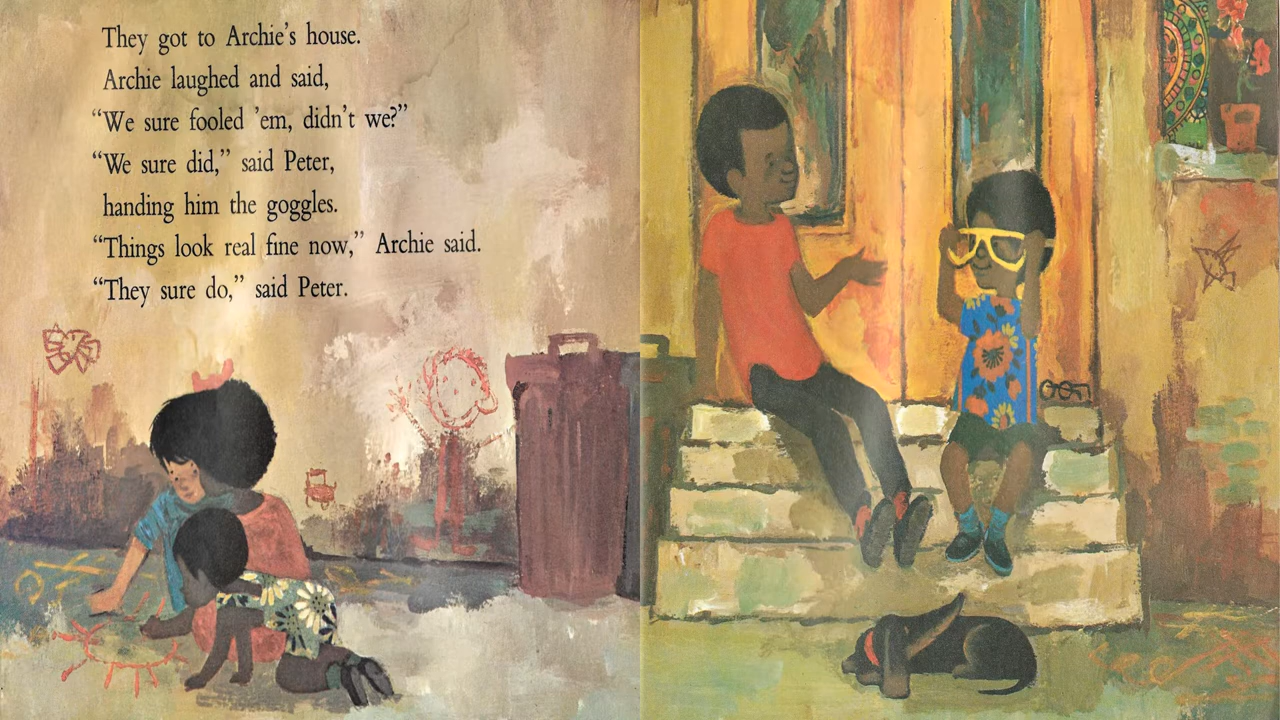 They got to Archie's house.
Archie laughed and said,
“We sure fooled 'em, didn't we?”
“We sure did,” said Peter,
handing him the goggles.
“Things look real fine now,” Archie said.
“They sure do,” said Peter.